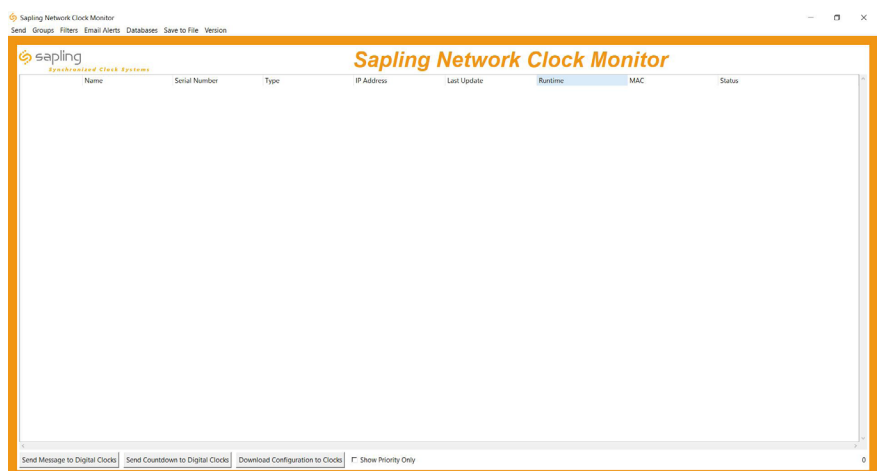 Sapling Network Clock Monitor
Send Groups Filters Email Alerts Databases Save to File Version
sapling
Synchronized Clock Systems
Sapling Network Clock Monitor
Name Serial Number Type IP Address Last Update Runtime MAC Status
Send Message to Digital Clocks Send Countdown to Digital Clocks Download Configuration to Clocks Show Priority Only 0